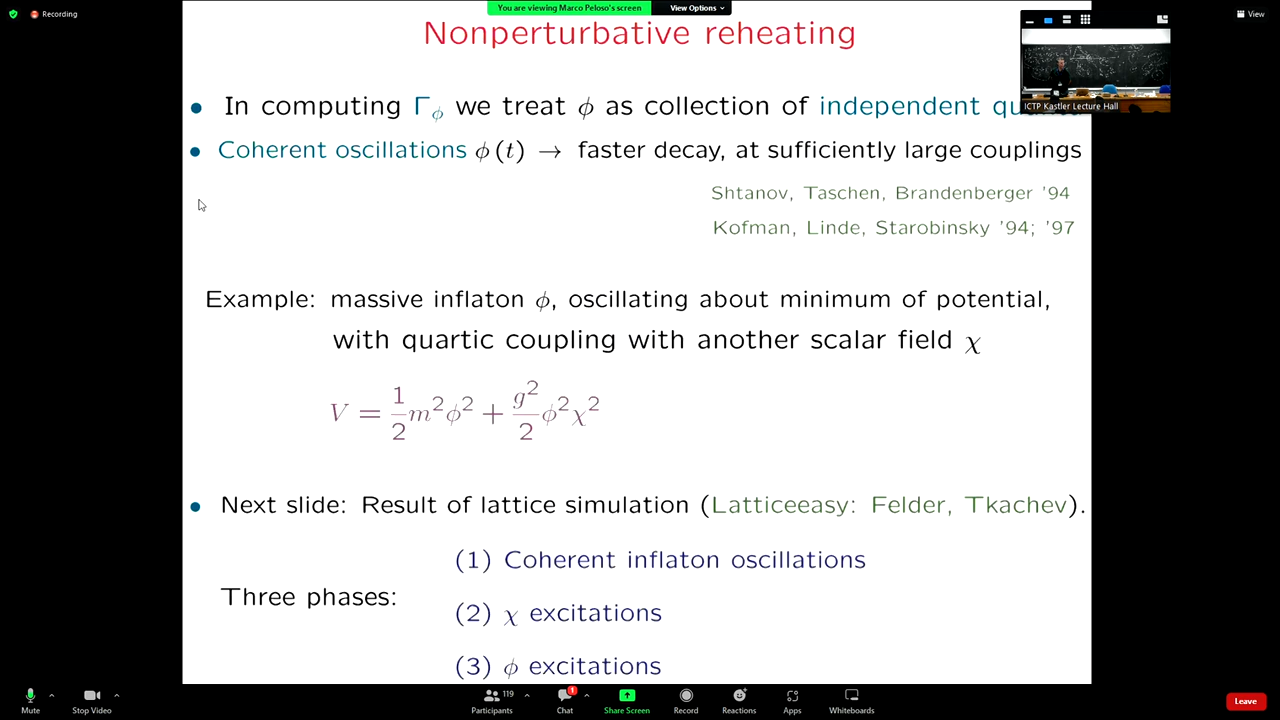 You are viewing Marco Peloso's screen
View Options
Recording
View
Nonperturbative reheating
ICTP Kastler Lecture Hall
• In computing Γϕ we treat ϕ as collection of independent
• Coherent oscillations ϕ(t) → faster decay, at sufficiently large couplings
Shtanov, Taschen, Brandenberger '94
Kofman, Linde, Starobinsky '94; '97
Example: massive inflaton ϕ, oscillating about minimum of potential,
with quartic coupling with another scalar field χ
V = 1/2 m²ϕ² + g²/2 ϕ²χ²
• Next slide: Result of lattice simulation (Latticeeasy: Felder, Tkachev).
Three phases:
(1) Coherent inflaton oscillations
(2) χ excitations
(3) ϕ excitations
Mute
Stop Video
119
Participants
1
Chat
Share Screen
Record
Reactions
Apps
Whiteboards
Leave